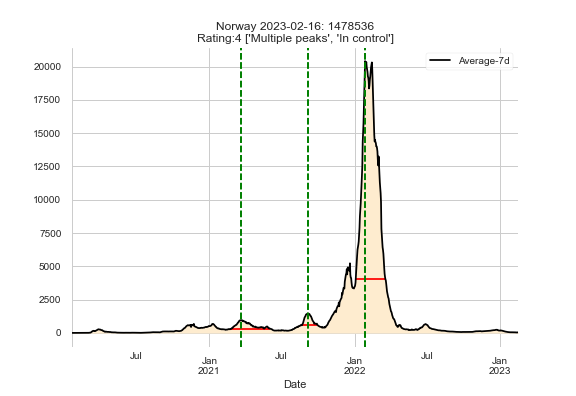 Norway 2023-02-16: 1478536
Rating:4 ['Multiple peaks', 'In control']
Average-7d
20000
17500
15000
12500
10000
7500
5000
2500
0
Jul
Jan
2021
Jul
Jan
2022
Jul
Jan
2023
Date